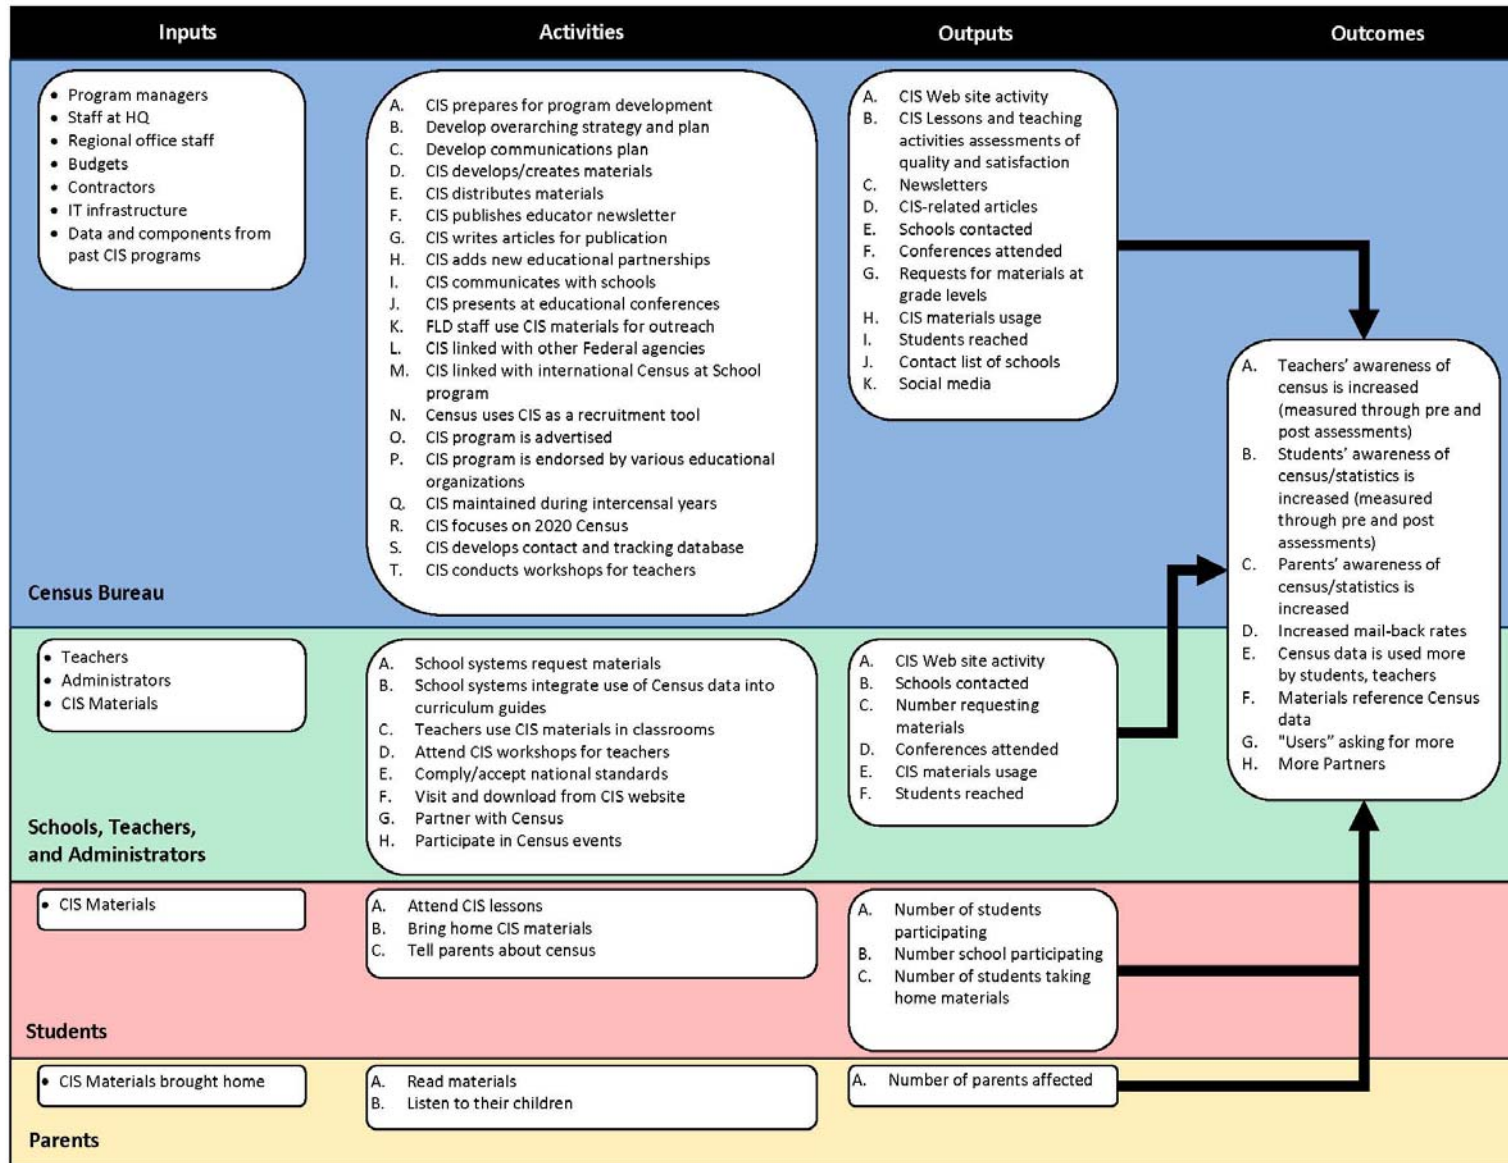 Inputs
Activities
Outputs
Outcomes
• Program managers
• Staff at HQ
• Regional office staff
• Budgets
• Contractors
• IT infrastructure
• Data and components from
past CIS programs
A. CIS prepares for program development
B. Develop overarching strategy and plan
C. Develop communications plan
D. CIS develops/creates materials
E. CIS distributes materials
F. CIS publishes educator newsletter
G. CIS writes articles for publication
H. CIS adds new educational partnerships
I. CIS communicates with schools
J. CIS presents at educational conferences
K. FLD staff use CIS materials for outreach
L. CIS linked with other Federal agencies
M. CIS linked with international Census at School
program
N. Census uses CIS as a recruitment tool
O. CIS program is advertised
P. CIS program is endorsed by various educational
organizations
Q. CIS maintained during intercensal years
R. CIS focuses on 2020 Census
S. CIS develops contact and tracking database
T. CIS conducts workshops for teachers
A. CIS Web site activity
B. CIS Lessons and teaching
activities assessments of
quality and satisfaction
C. Newsletters
D. CIS-related articles
E. Schools contacted
F. Conferences attended
G. Requests for materials at
grade levels
H. CIS materials usage
I. Students reached
J. Contact list of schools
K. Social media
A. Teachers' awareness of
census is increased
(measured through pre and
post assessments)
B. Students' awareness of
census/statistics is
increased (measured
through pre and post
assessments)
C. Parents' awareness of
census/statistics is
increased
D. Increased mail-back rates
E. Census data is used more
by students, teachers
F. Materials reference Census
data
G. "Users" asking for more
H. More Partners
Census Bureau
• Teachers
• Administrators
• CIS Materials
A. School systems request materials
B. School systems integrate use of Census data into
curriculum guides
C. Teachers use CIS materials in classrooms
D. Attend CIS workshops for teachers
E. Comply/accept national standards
F. Visit and download from CIS website
G. Partner with Census
H. Participate in Census events
A. CIS Web site activity
B. Schools contacted
C. Number requesting
materials
D. Conferences attended
E. CIS materials usage
F. Students reached
Schools, Teachers,
and Administrators
• CIS Materials
A. Attend CIS lessons
B. Bring home CIS materials
C. Tell parents about census
A. Number of students
participating
B. Number school participating
C. Number of students taking
home materials
Students
• CIS Materials brought home
A. Read materials
B. Listen to their children
A. Number of parents affected
Parents